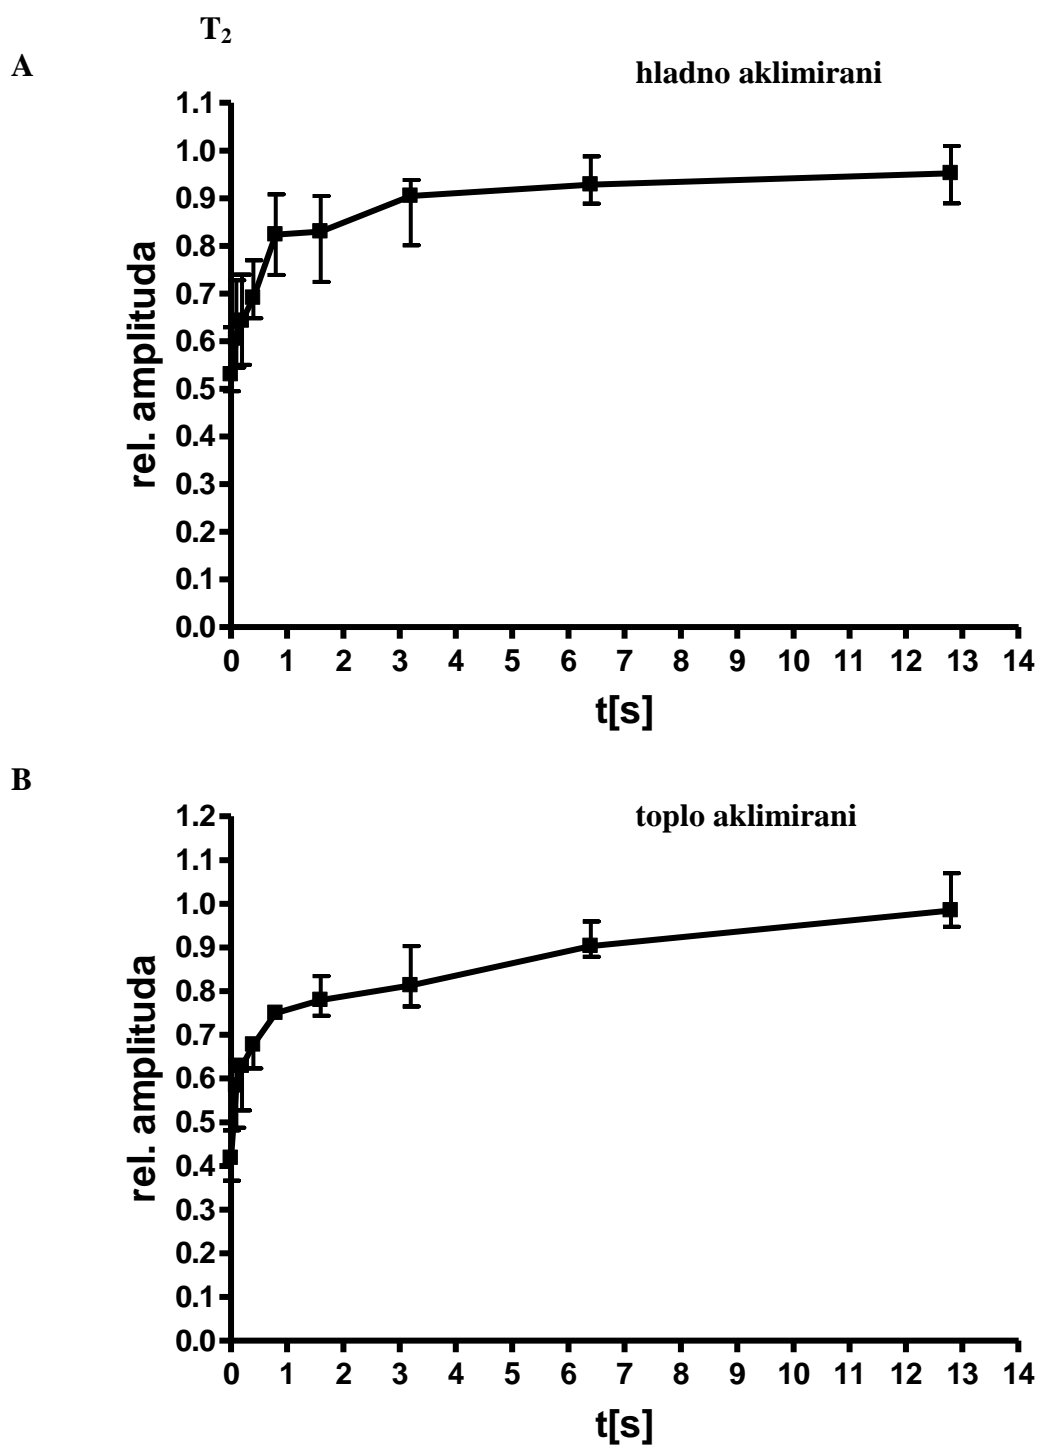 T₂
A
hladno aklimirani
1.1
1.0
0.9
0.8
0.7
0.6
0.5
0.4
0.3
0.2
0.1
0.0
rel. amplituda
0 1 2 3 4 5 6 7 8 9 10 11 12 13 14
t[s]
B
toplo aklimirani
1.2
1.1
1.0
0.9
0.8
0.7
0.6
0.5
0.4
0.3
0.2
0.1
0.0
rel. amplituda
0 1 2 3 4 5 6 7 8 9 10 11 12 13 14
t[s]